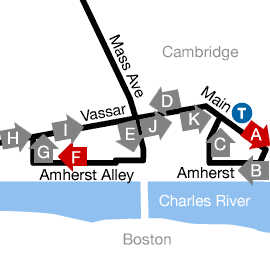 Mass Ave
Cambridge
Vassar
Main
T
D
A
H
I
E
J
K
G
F
C
B
Amherst Alley
Amherst
Charles River
Boston